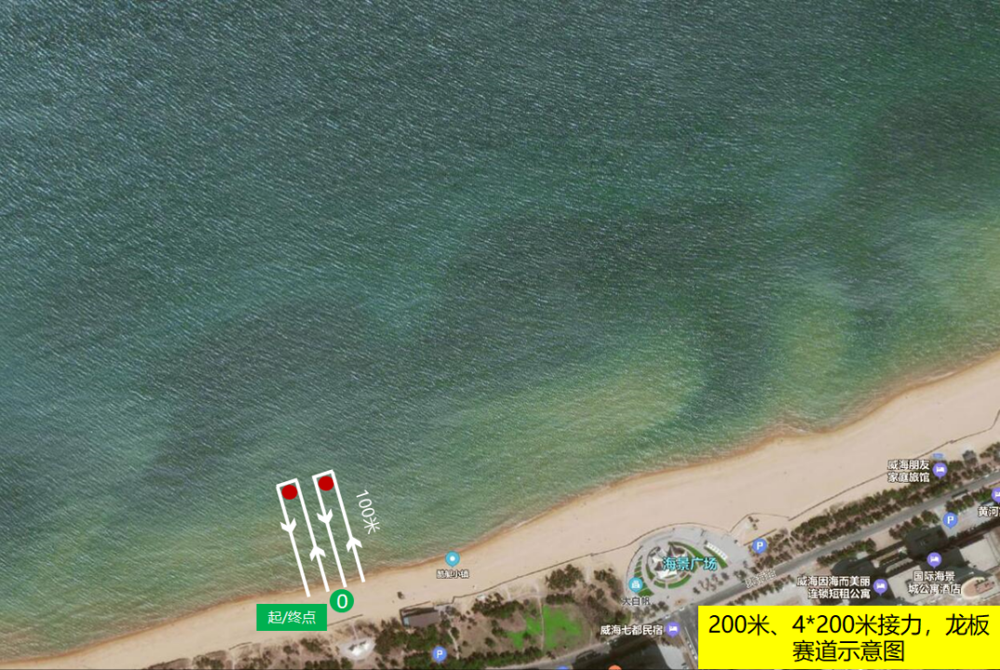 100米
0
起/终点
海景广场
大白帆
威海七都民宿
威海朋友
家庭旅馆
黄河
国际海景
城公寓酒店
威海因海而美丽
连锁短租公寓
P
P
P
200米、4*200米接力，龙板
赛道示意图